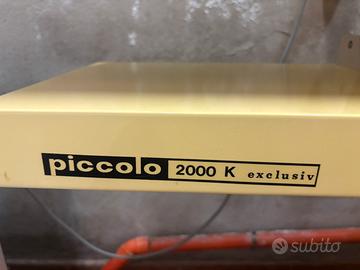 piccolo 2000 K exclusiv
subito